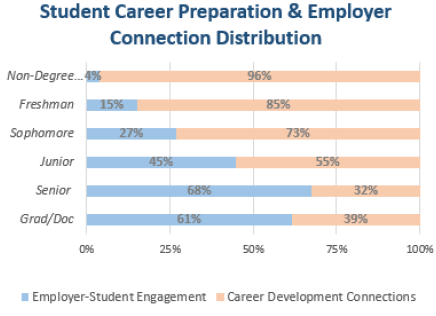 Student Career Preparation & Employer
Connection Distribution
Non-Degree... 4% 96%
Freshman 15% 85%
Sophomore 27% 73%
Junior 45% 55%
Senior 68% 32%
Grad/Doc 61% 39%
0% 25% 50% 75% 100%
Employer-Student Engagement Career Development Connections